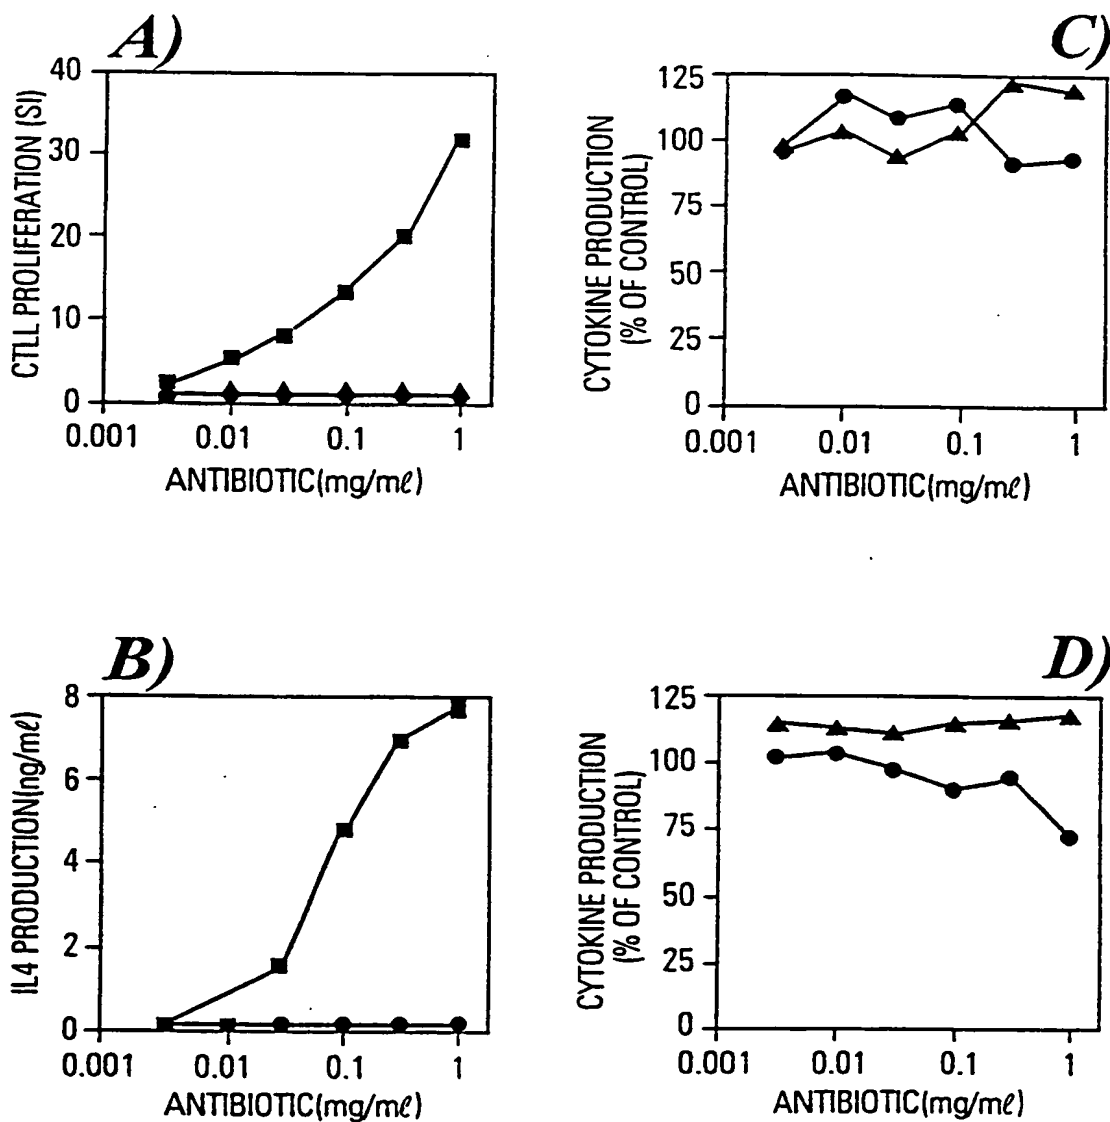 A)
CTLL PROLIFERATION (SI)
40
30
20
10
0
0.001 0.01 0.1 1
ANTIBIOTIC(mg/mℓ)
C)
CYTOKINE PRODUCTION
(% OF CONTROL)
125
100
75
50
25
0
0.001 0.01 0.1 1
ANTIBIOTIC(mg/mℓ)
B)
IL4 PRODUCTION(ng/mℓ)
8
6
4
2
0
0.001 0.01 0.1 1
ANTIBIOTIC(mg/mℓ)
D)
CYTOKINE PRODUCTION
(% OF CONTROL)
125
100
75
50
25
0
0.001 0.01 0.1 1
ANTIBIOTIC(mg/mℓ)